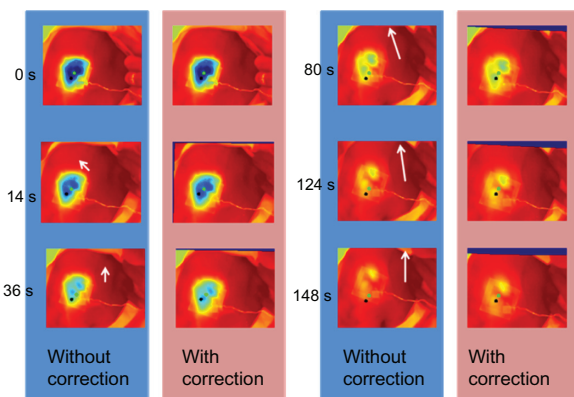 0 s
14 s
36 s
Without
correction
With
correction
80 s
124 s
148 s
Without
correction
With
correction